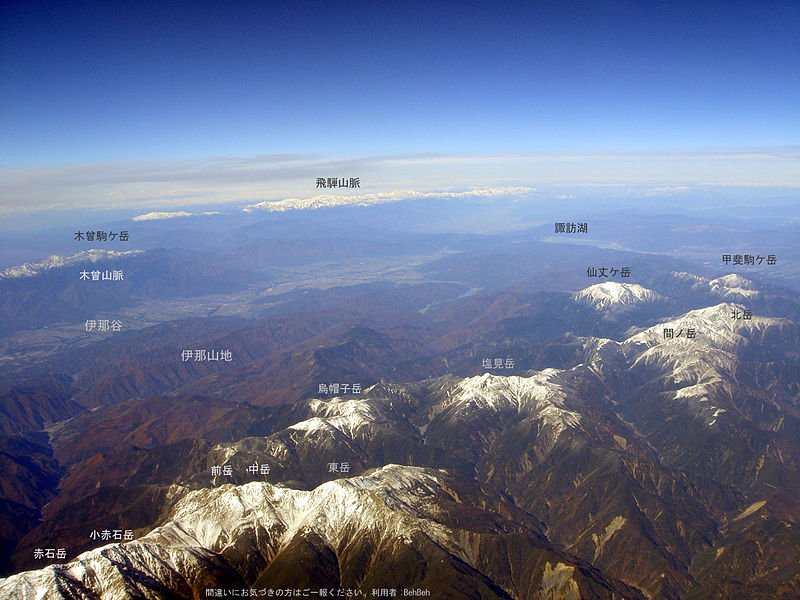 飛騨山脈
諏訪湖
木曾駒ケ岳
甲斐駒ケ岳
木曾山脈
仙丈ケ岳
北岳
伊那谷
間ノ岳
伊那山地
塩見岳
烏帽子岳
前岳
中岳
東岳
小赤石岳
赤石岳
間違いにお気づきの方はご一報ください。利用者:BehBeh